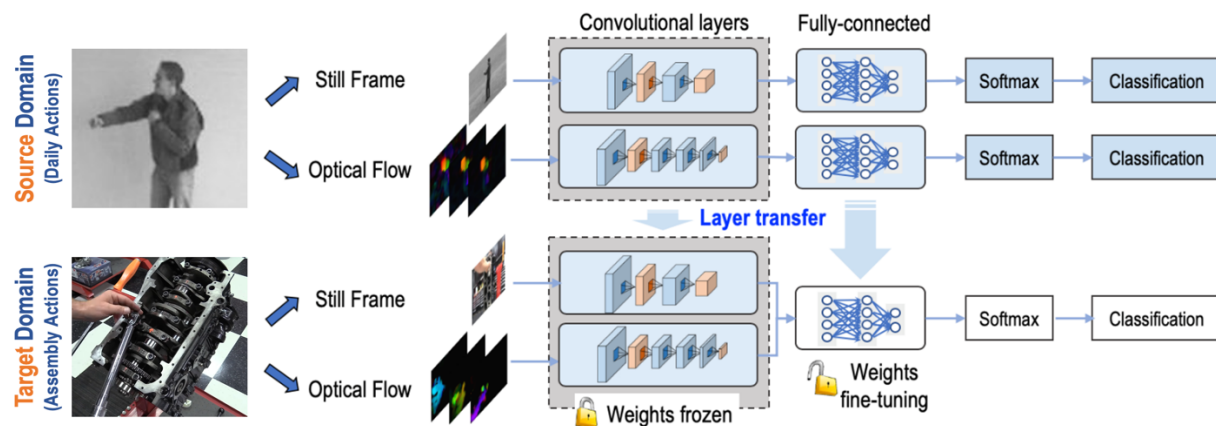 Convolutional layers
Fully-connected
Source Domain
(Daily Actions)
Still Frame
Softmax
Classification
Optical Flow
Softmax
Classification
Layer transfer
Target Domain
(Assembly Actions)
Still Frame
Optical Flow
Softmax
Classification
Weights frozen
Weights
fine-tuning